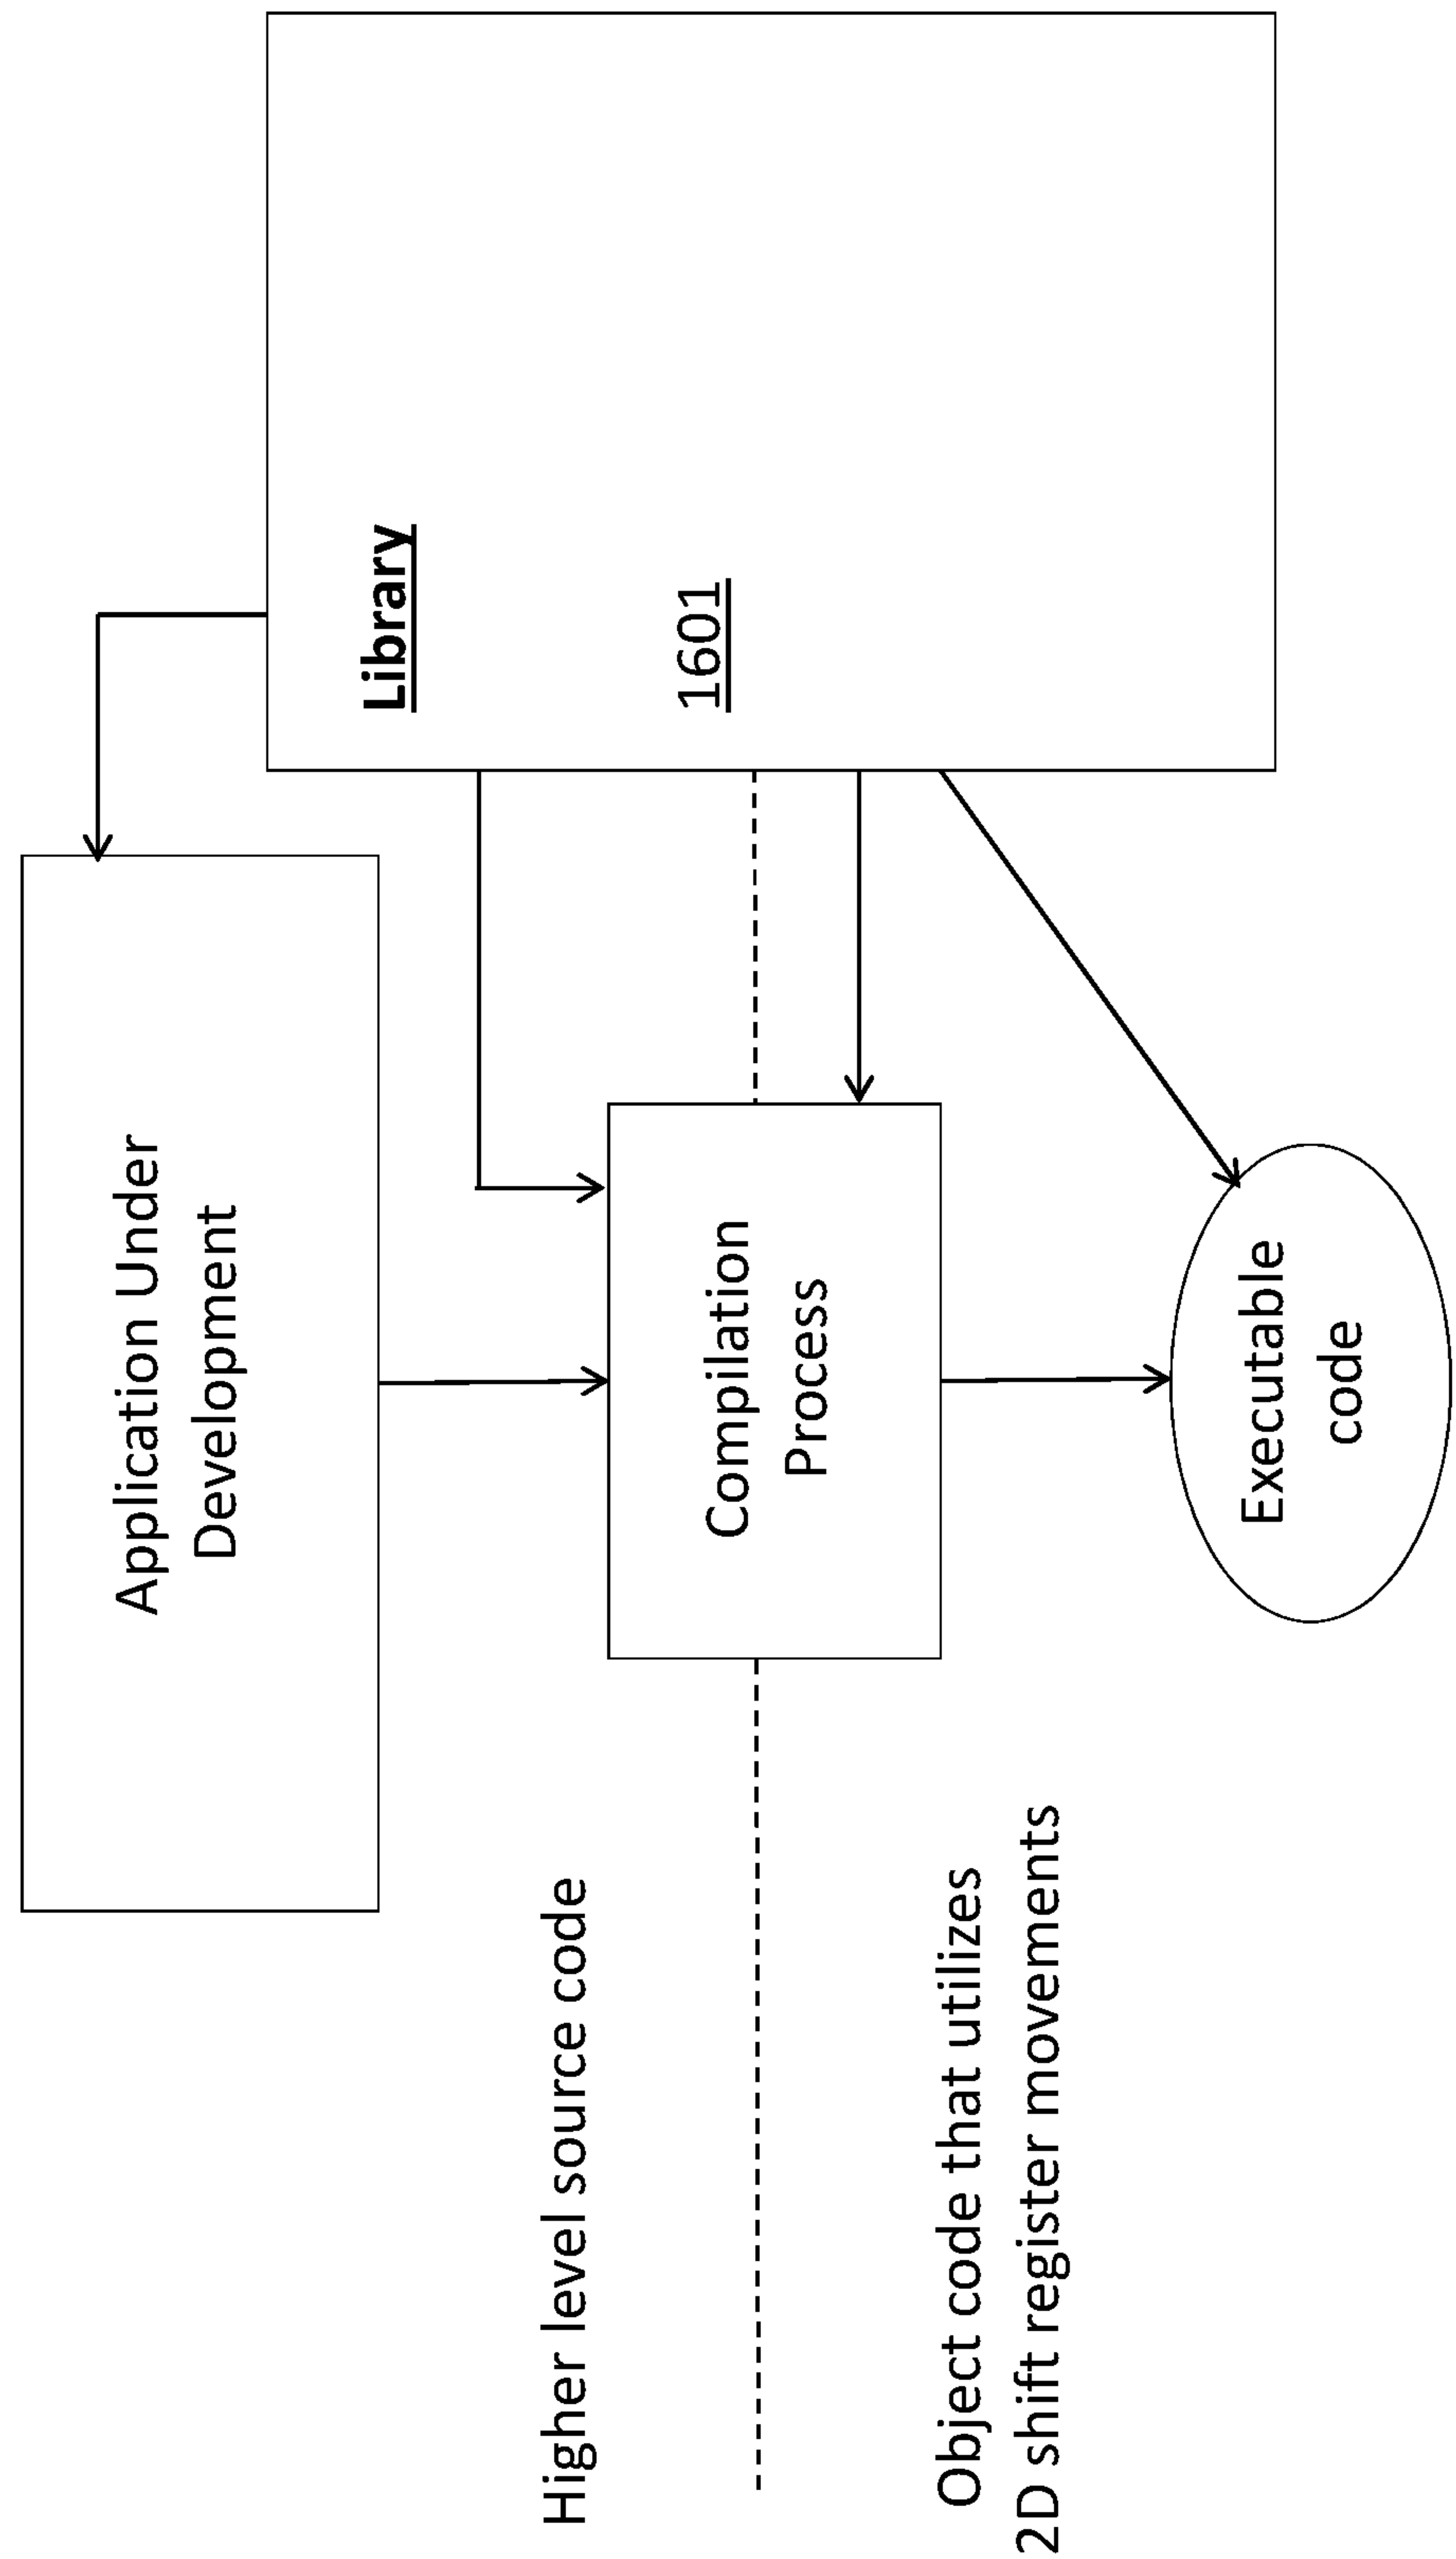 Application Under
Development
Library
1601
Higher level source code
Compilation
Process
Object code that utilizes
2D shift register movements
Executable
code